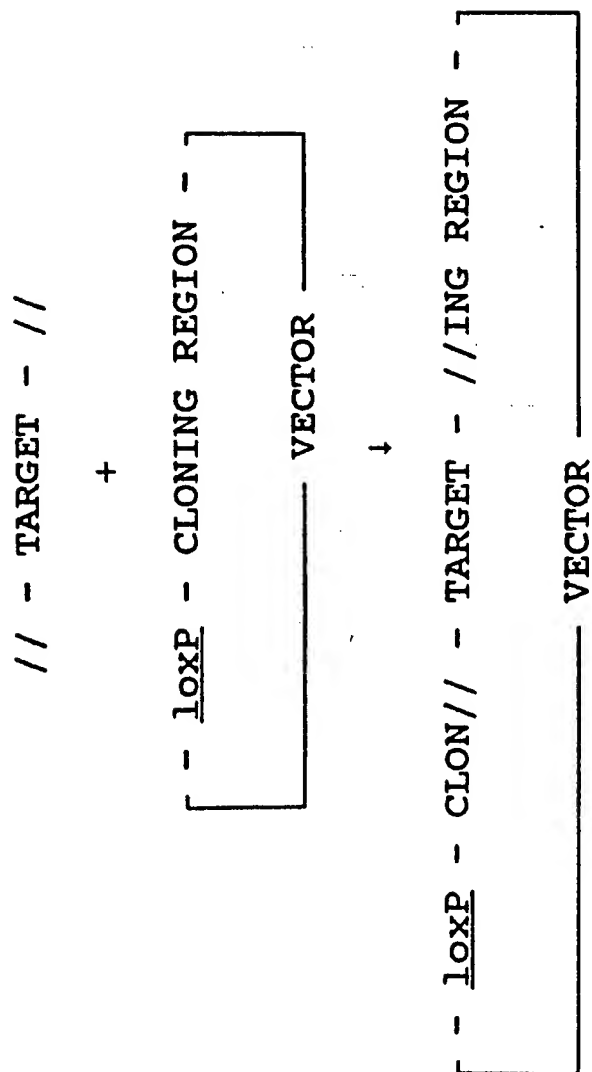 // - TARGET - //
+
- loxP - CLONING REGION -
VECTOR
↓
- loxP - CLON// - TARGET - //ING REGION -
VECTOR